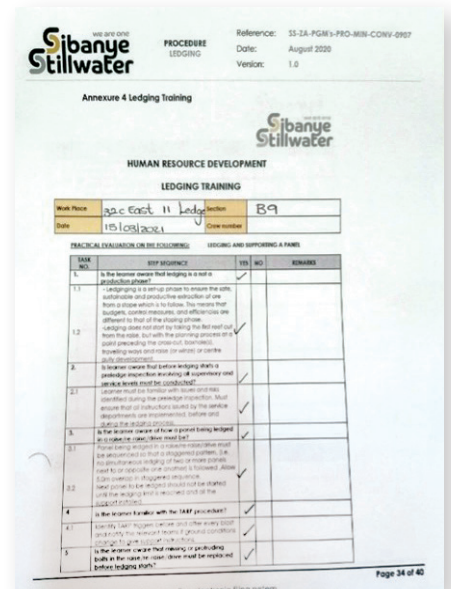 we are one
Sibanye
Stillwater
PROCEDURE
LEDGING
Reference: SS-ZA-PGM's-PRO-MIN-CONV-0907
Date: August 2020
Version: 1.0
Annexure 4 Ledging Training
Sibanye
Stillwater
HUMAN RESOURCE DEVELOPMENT
LEDGING TRAINING
Work Place 32c East 11 Ledge Section B9
Date 15/03/2021 Crew number
PRACTICAL EVALUATION ON THE FOLLOWING: LEDGING AND SUPPORTING A PANEL
TASK NO. STEP SEQUENCE YES NO REMARKS
1. Is the learner aware that ledging is a not a
production phase?
1.1 - Ledginging is a set-up phase to ensure the safe,
sustainable and productive extraction of ore
from a stope which is to follow. This means that
budgets, control measures, and efficiencies are
different to that of the stoping phase.
1.2 -Ledging does not start by taking the first reef out
from the raise, but with the planning process at a
point preceding the cross-cut, boxhole(s),
travelling ways and raise (or winze) or centre
gully development.
2. Is learner aware that before ledging starts a
preledge inspection involving all supervisory and
service levels must be conducted?
2.1 Learner must be familiar with issues and risks
identified during the preledge inspection. Must
ensure that all instructions issued by the service
departments are implemented, before and
during the ledging process.
3. Is the learner aware of how a panel being ledged
in a raise/re raise/drive must be?
3.1 Panel being ledged in a raise/re raise/drive must
be sequenced so that a staggered pattern, (i.e.
no simultaneous ledging of two or more panels
next to or opposite one another) is followed.
overlap in staggered sequence.
3.2 Next panel to be ledged should not be started
until the ledging limit is reached and all the
support installed.
4 Is the learner familiar with the TARP procedure?
4.1 Identify TARP triggers before and after every blast
and notify the relevant teams if ground conditions
change to give support instructions.
5 Is the learner aware that missing or protruding
bolts in the raise/re raise/drive must be replaced
before ledging starts?
Page 34 of 40